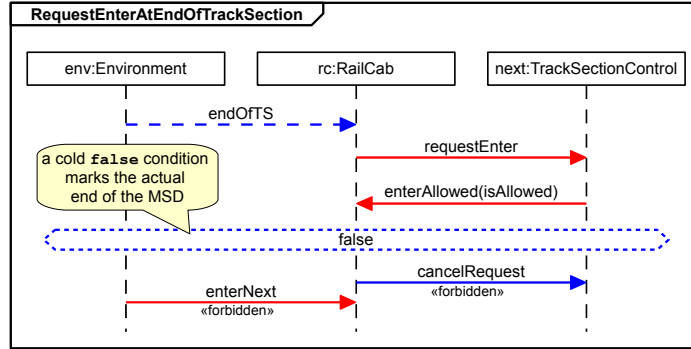 RequestEnterAtEndOfTrackSection
env:Environment
rc:RailCab
next:TrackSectionControl
endOfTS
requestEnter
a cold false condition
marks the actual
end of the MSD
enterAllowed(isAllowed)
false
cancelRequest
«forbidden»
enterNext
«forbidden»